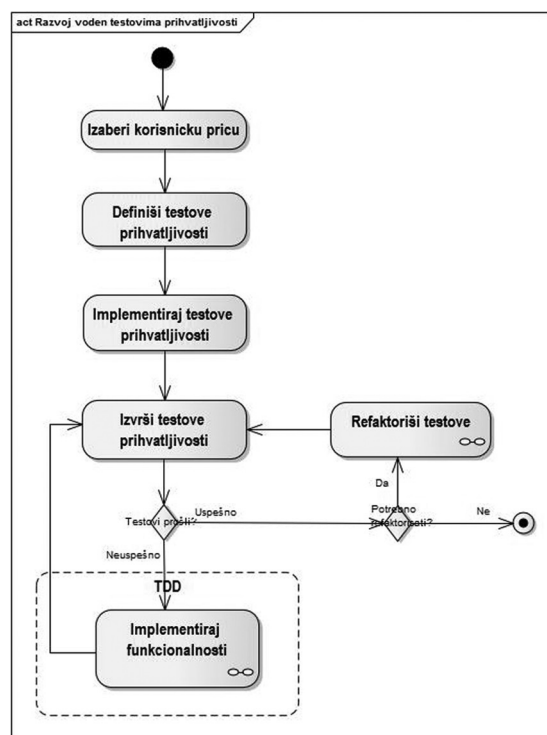 act Razvoj voden testovima prihvatljivosti
Izaberi korisnicku pricu
Definiši testove
prihvatljivosti
Implementiraj testove
prihvatljivosti
Izvrši testove
prihvatljivosti
Refaktoriši testove
Da
Testovi prošli?
Uspešno
Potrebno
refaktorisati?
Ne
Neuspešno
TDD
Implementiraj
funkcionalnosti